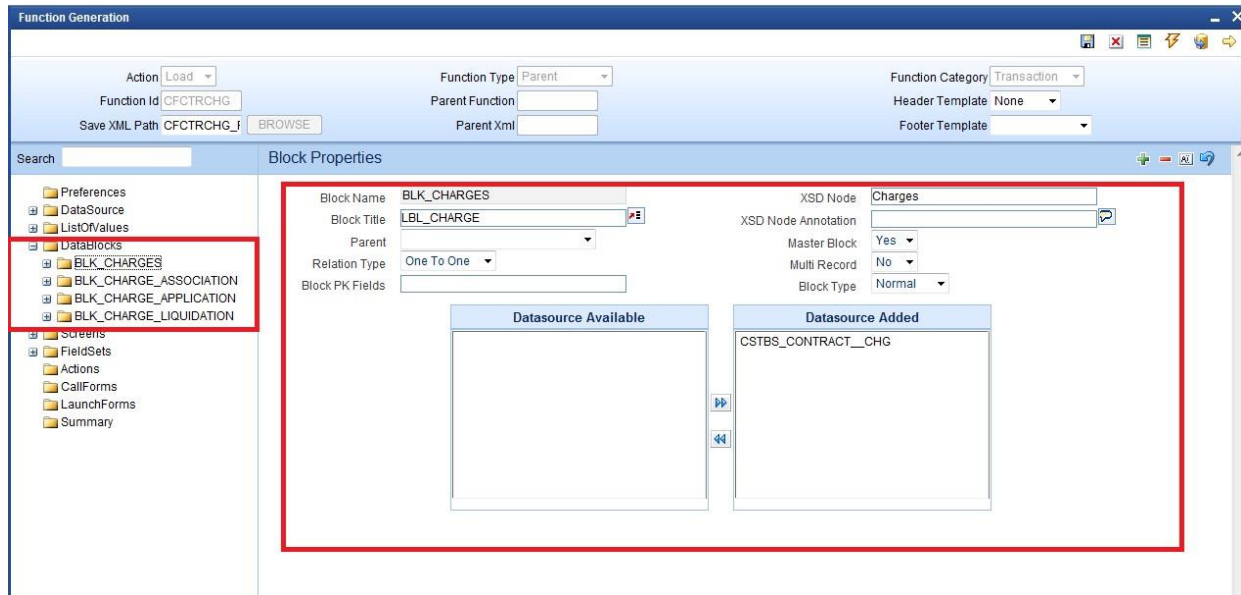 Function Generation
Action Load
Function Type Parent
Function Category Transaction
Function Id CFCTRCHG
Parent Function
Header Template None
Save XML Path CFCTRCHG_ BROWSE
Parent Xml
Footer Template
Search
Block Properties
Preferences
DataSource
ListOfValues
DataBlocks
BLK_CHARGES
BLK_CHARGE_ASSOCIATION
BLK_CHARGE_APPLICATION
BLK_CHARGE_LIQUIDATION
Screens
FieldSets
Actions
CallForms
LaunchForms
Summary
Block Name BLK_CHARGES
XSD Node Charges
Block Title LBL_CHARGE
XSD Node Annotation
Parent
Master Block Yes
Relation Type One To One
Multi Record No
Block PK Fields
Block Type Normal
Datasource Available
Datasource Added
CSTBS_CONTRACT__CHG